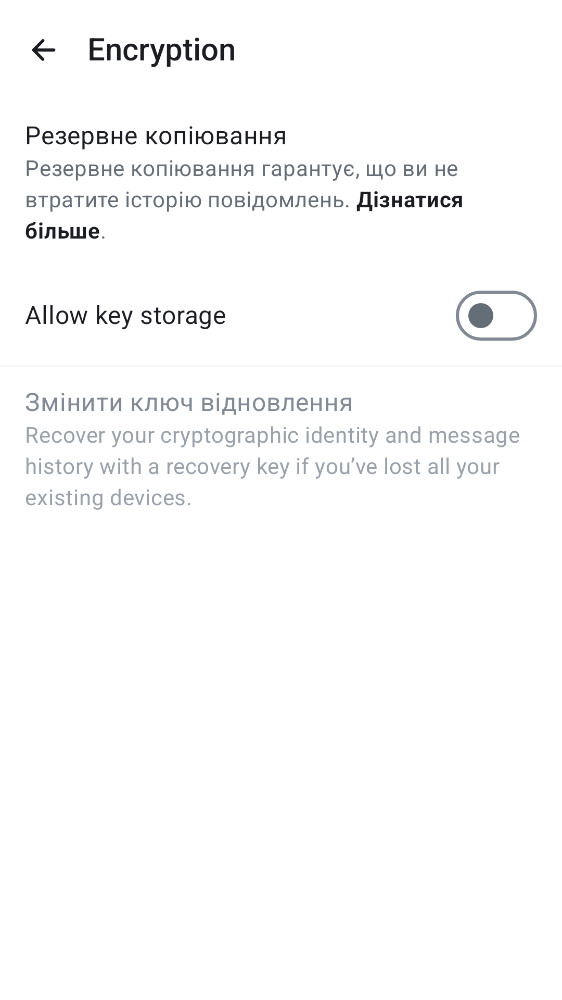 Encryption
Резервне копіювання
Резервне копіювання гарантує, що ви не
втратите історію повідомлень. Дізнатися
більше.
Allow key storage
Змінити ключ відновлення
Recover your cryptographic identity and message
history with a recovery key if you’ve lost all your
existing devices.